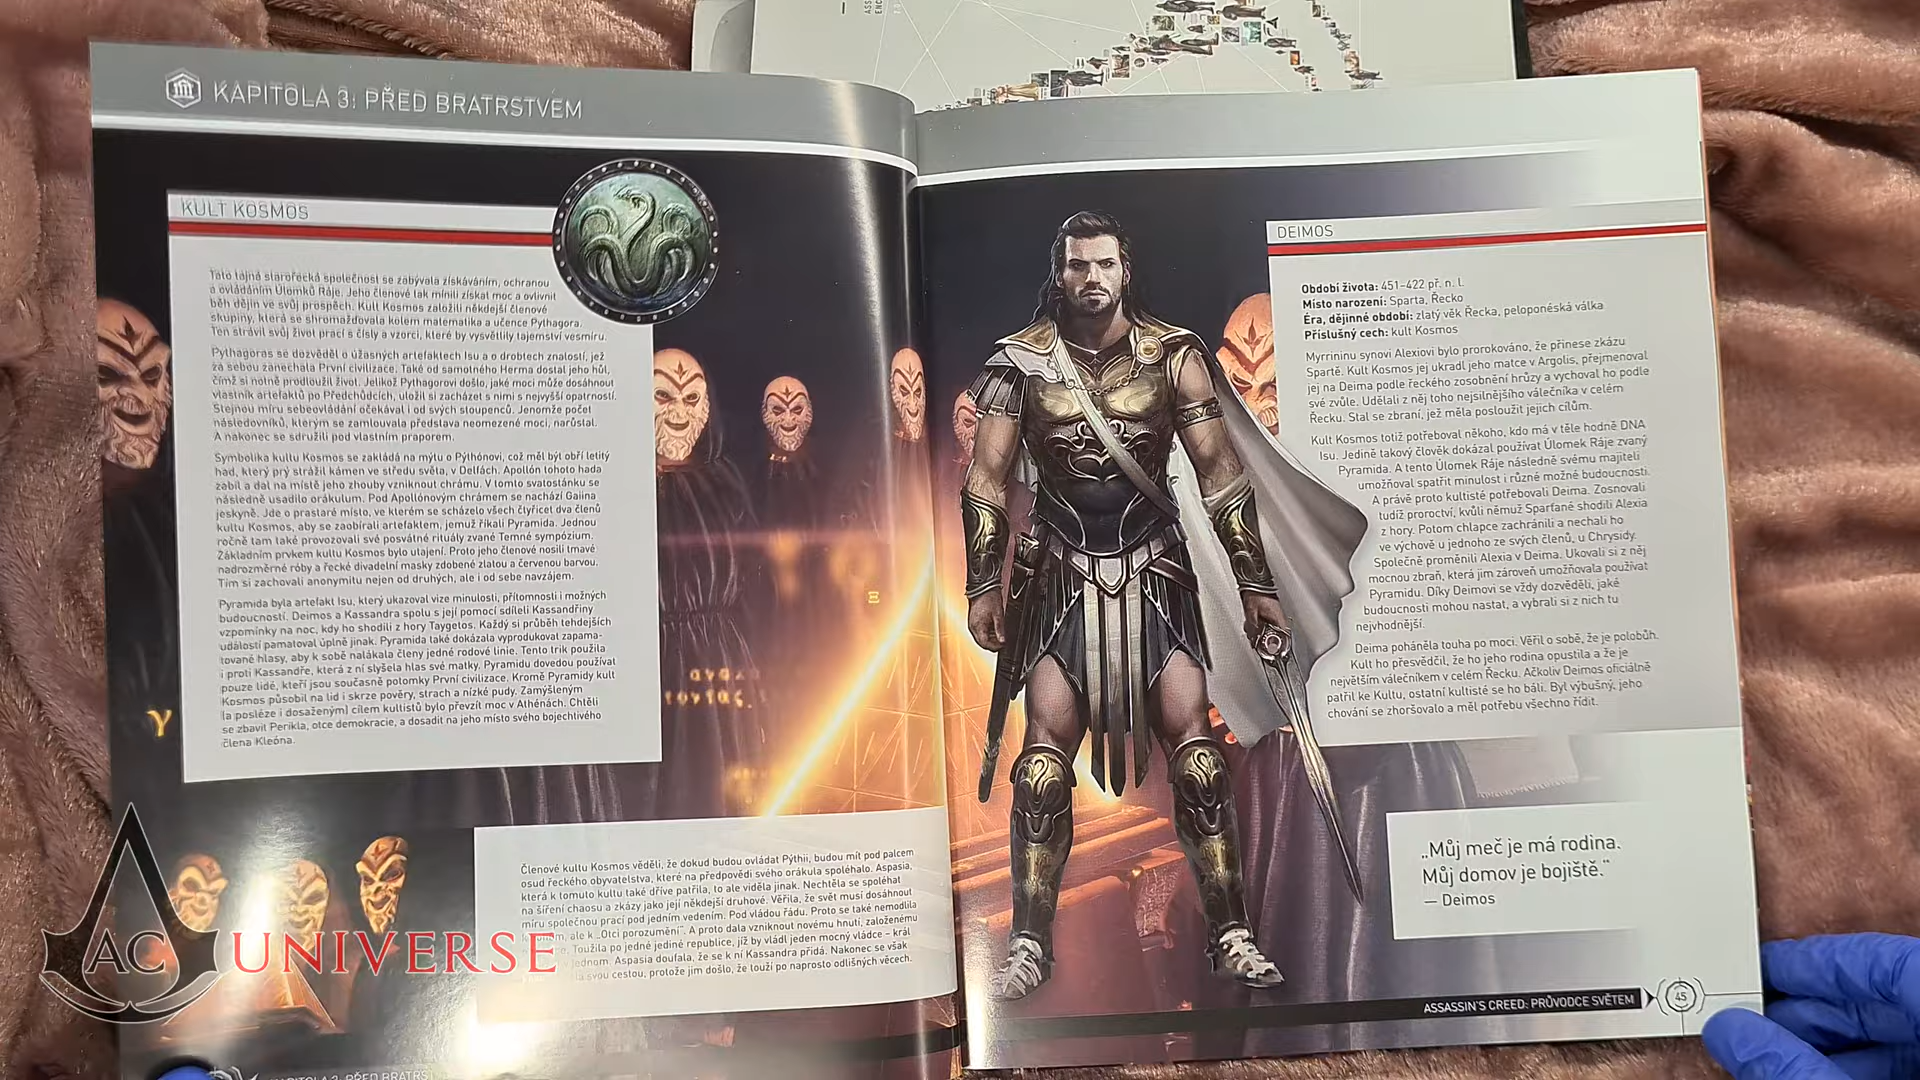 KAPITOLA 3: PŘED BRATRSTVEM
KULT KOSMOS
Tato tajná starořecká společnost se zabývala získáváním, ochranou
a ovládáním Úlomků Ráje. Jeho členové tak mínili získat moc a ovlivnit
běh dějin ve svůj prospěch. Kult Kosmos založili někdejší členové
skupiny, která se shromažďovala kolem matematika a učence Pythagora.
Ten strávil svůj život prací s čísly a vzorci, které by vysvětlily tajemství vesmíru.
Pythagoras se dozvěděl o úžasných artefaktech Isu a o drobtech znalostí, jež
za sebou zanechala První civilizace. Také od samotného Herma dostal jeho hůl,
čímž si notně prodloužil život. Jelikož Pythagorovi došlo, jaké moci může dosáhnout
vlastník artefaktů po Předchůdcích, uložil si zacházet s nimi s nejvyšší opatrností.
Stejnou míru sebeovládání očekával i od svých stoupenců. Jenomže počet
následovníků, kterým se zamlouvala představa neomezené moci, narůstal.
A nakonec se sdružili pod vlastním praporem.
Symbolika kultu Kosmos se zakládá na mýtu o Pýthónovi, což měl být obří letitý
had, který prý strážil kámen ve středu světa, v Delfách. Apollón tohoto hada
zabil a dal na místě jeho zhouby vzniknout chrámu. V tomto svatostánku se
následně usadilo orákulum. Pod Apollónovým chrámem se nachází Gaiina
jeskyně. Jde o prastaré místo, ve kterém se scházelo všech čtyřicet dva členů
kultu Kosmos, aby se zaobírali artefaktem, jemuž říkali Pyramida. Jednou
ročně tam také provozovali své posvátné rituály zvané Temné sympózium.
Základním prvkem kultu Kosmos bylo utajení. Proto jeho členové nosili tmavé
nadrozměrné róby a řecké divadelní masky zdobené zlatou a červenou barvou.
Tím si zachovali anonymitu nejen od druhých, ale i od sebe navzájem.
Pyramida byla artefakt Isu, který ukazoval vize minulosti, přítomnosti i možných
budoucností. Deimos a Kassandra spolu s její pomocí sdíleli Kassandřiny
vzpomínky na noc, kdy ho shodili z hory Taygetos. Každý si průběh tehdejších
událostí pamatoval úplně jinak. Pyramida také dokázala vyprodukovat zapama-
tované hlasy, aby k sobě nalákala členy jedné rodové linie. Tento trik použila
i proti Kassandře, která z ní slyšela hlas své matky. Pyramidu dovedou používat
pouze lidé, kteří jsou současně potomky První civilizace. Kromě Pyramidy kult
Kosmos působil na lid i skrze pověry, strach a nízké pudy. Zamýšleným
(a posléze i dosaženým) cílem kultistů bylo převzít moc v Athénách. Chtěli
se zbavit Perikla, otce demokracie, a dosadit na jeho místo svého bojechtivého
člena Kleóna.
Členové kultu Kosmos věděli, že dokud budou ovládat Pýthii, budou mít pod palcem
osud řeckého obyvatelstva, které na předpovědi svého orákula spoléhalo. Aspasia,
která k tomuto kultu také dříve patřila, to ale viděla jinak. Nechtěla se spoléhat
na šíření chaosu a zkázy jako její někdejší druhové. Věřila, že svět musí dosáhnout
míru společnou prací pod jedním vedením. Pod vládou řádu. Proto se také nemodlila
ale k „Otci porozumění“. A proto dala vzniknout novému hnutí, založenému
Toužila po jedné jediné republice, jíž by vládl jeden mocný vládce – král
v jednom. Aspasia doufala, že se k ní Kassandra přidá. Nakonec se však
svou cestou, protože jim došlo, že touží po naprosto odlišných věcech.
DEIMOS
Období života: 451–422 př. n. l.
Místo narození: Sparta, Řecko
Éra, dějinné období: zlatý věk Řecka, peloponéská válka
Příslušný cech: kult Kosmos
Myrrininu synovi Alexiovi bylo prorokováno, že přinese zkázu
Spartě. Kult Kosmos jej ukradl jeho matce v Argolis, přejmenoval
jej na Deima podle řeckého zosobnění hrůzy a vychoval ho podle
své zvůle. Udělali z něj toho nejsilnějšího válečníka v celém
Řecku. Stal se zbraní, jež měla posloužit jejich cílům.
Kult Kosmos totiž potřeboval někoho, kdo má v těle hodně DNA
Isu. Jedině takový člověk dokázal používat Úlomek Ráje zvaný
Pyramida. A tento Úlomek Ráje následně svému majiteli
umožňoval spatřit minulost i různé možné budoucnosti.
A právě proto kultisté potřebovali Deima. Zosnovali
tudíž proroctví, kvůli němuž Sparťané shodili Alexia
z hory. Potom chlapce zachránili a nechali ho
ve výchově u jednoho ze svých členů, u Chrysidy.
Společně proměnili Alexia v Deima. Ukovali si z něj
mocnou zbraň, která jim zároveň umožňovala používat
Pyramidu. Díky Deimovi se vždy dozvěděli, jaké
budoucnosti mohou nastat, a vybrali si z nich tu
nejvhodnější.
Deima poháněla touha po moci. Věřil o sobě, že je polobůh.
Kult ho přesvědčil, že ho jeho rodina opustila a že je
největším válečníkem v celém Řecku. Ačkoliv Deimos oficiálně
patřil ke Kultu, ostatní kultisté se ho báli. Byl výbušný, jeho
chování se zhoršovalo a měl potřebu všechno řídit.
„Můj meč je má rodina.
Můj domov je bojiště.“
— Deimos
ASSASSIN'S CREED: PRŮVODCE SVĚTEM
45
AC UNIVERSE